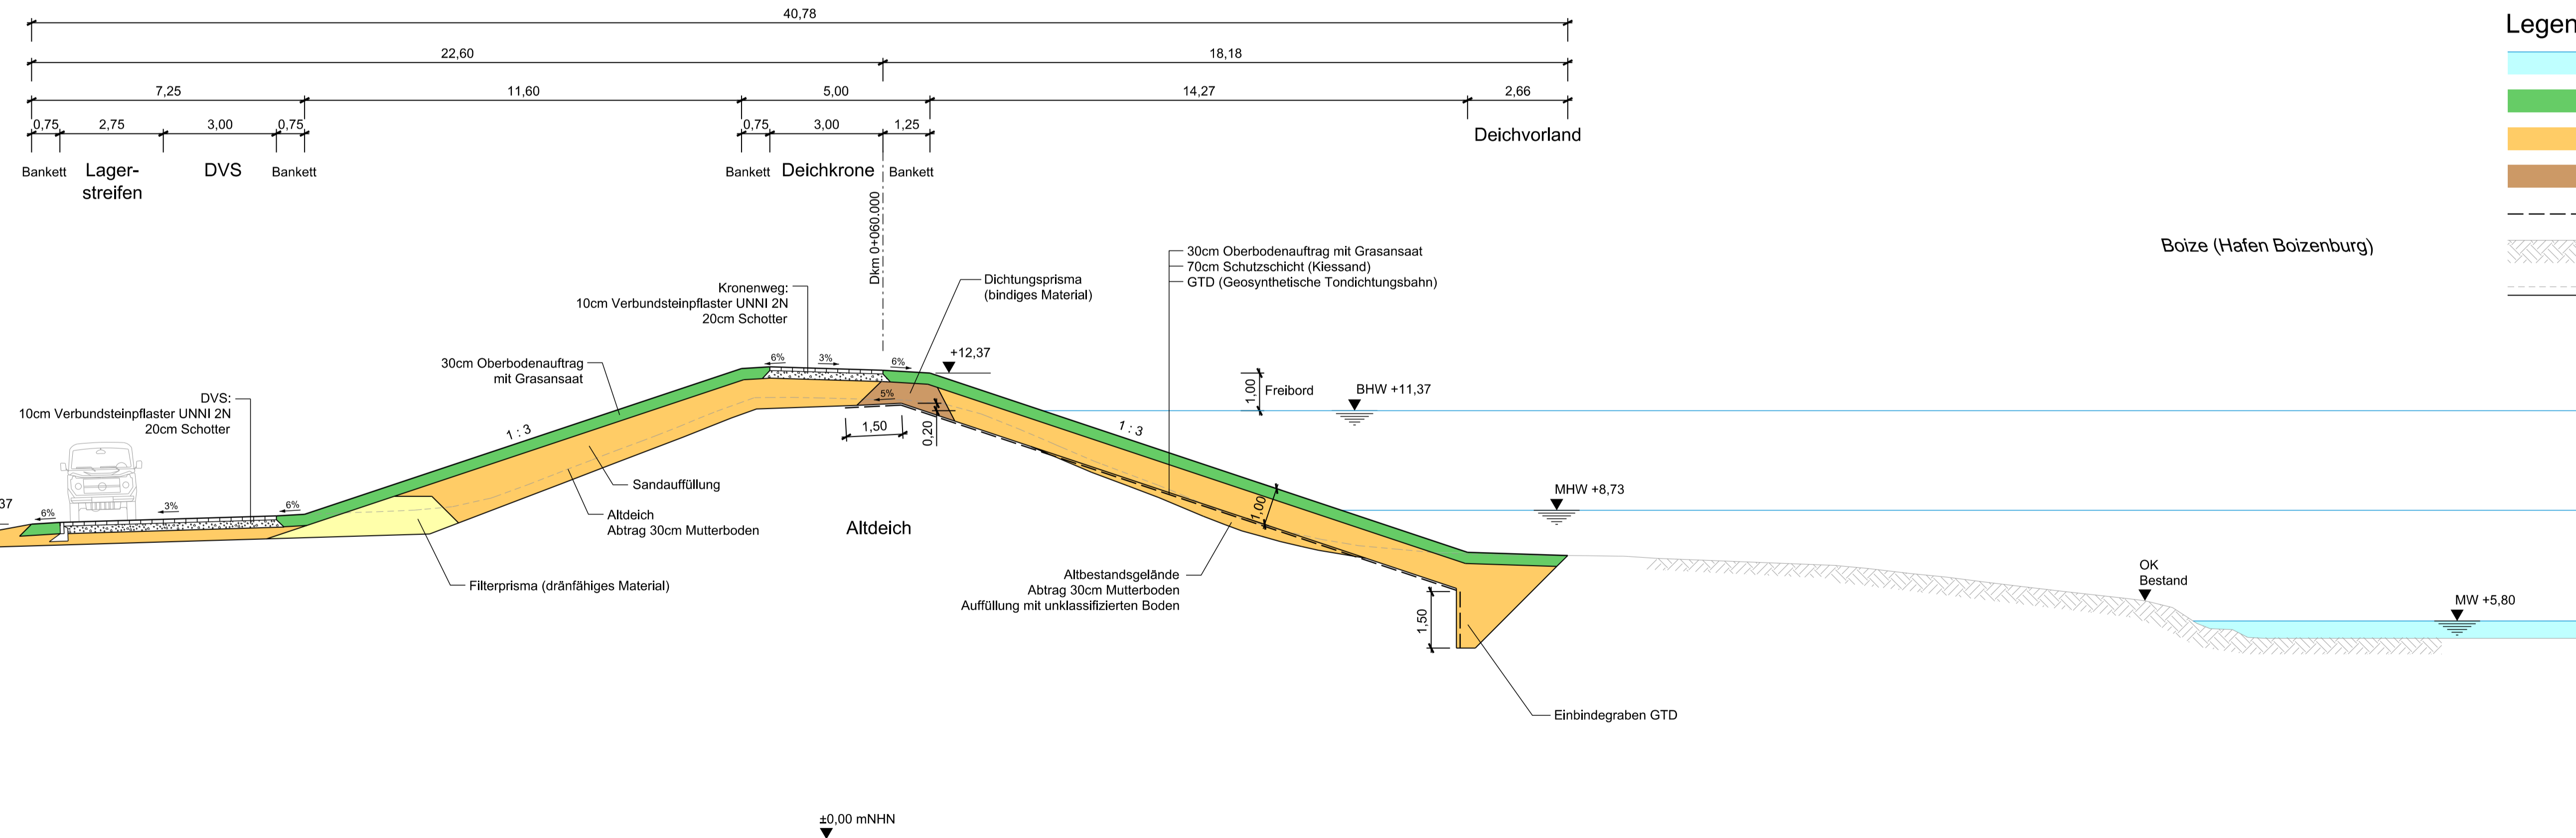 40,78
22,60
18,18
7,25
11,60
5,00
14,27
2,66
0,75
2,75
3,00
0,75
0,75
3,00
1,25
Deichvorland
Bankett
Lager-
streifen
DVS
Bankett
Bankett
Deichkrone
Bankett
Dkm 0+060.000
Legen
Boize (Hafen Boizenburg)
30cm Oberbodenauftrag mit Grasansaat
70cm Schutzschicht (Kiessand)
GTD (Geosynthetische Tondichtungsbahn)
Dichtungsprisma
(bindiges Material)
Kronenweg:
10cm Verbundsteinpflaster UNNI 2N
20cm Schotter
6%
3%
6%
+12,37
30cm Oberbodenauftrag
mit Grasansaat
1,00
Freibord
BHW +11,37
5%
DVS:
10cm Verbundsteinpflaster UNNI 2N
20cm Schotter
1 : 3
1,50
0,20
1 : 3
Sandauffüllung
MHW +8,73
37
6%
3%
6%
1,00
Altdeich
Abtrag 30cm Mutterboden
Altdeich
Filterprisma (dränfähiges Material)
Altbestandsgelände
Abtrag 30cm Mutterboden
Auffüllung mit unklassifizierten Boden
1,50
OK
Bestand
MW +5,80
Einbindegraben GTD
±0,00 mNHN